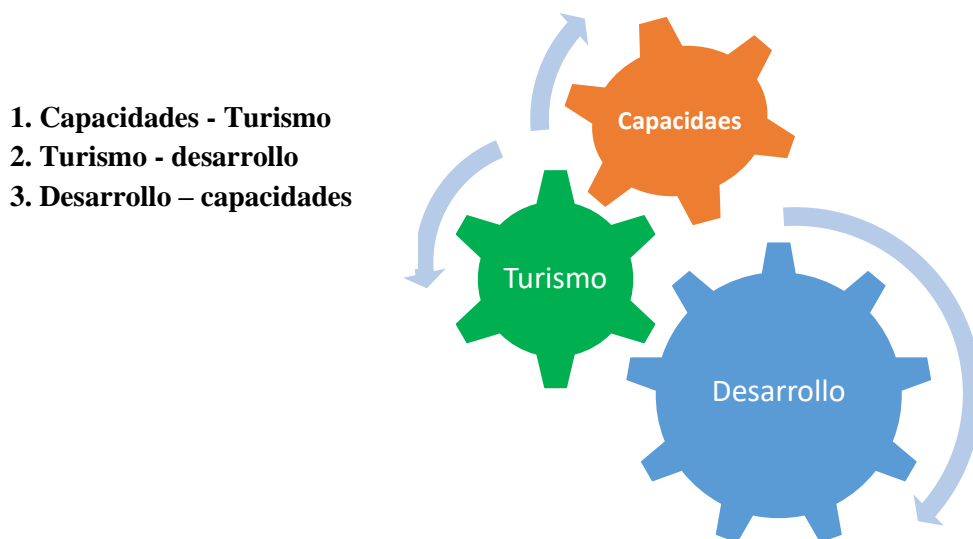 1. Capacidades - Turismo
2. Turismo - desarrollo
3. Desarrollo – capacidades
Capacidaes
Turismo
Desarrollo